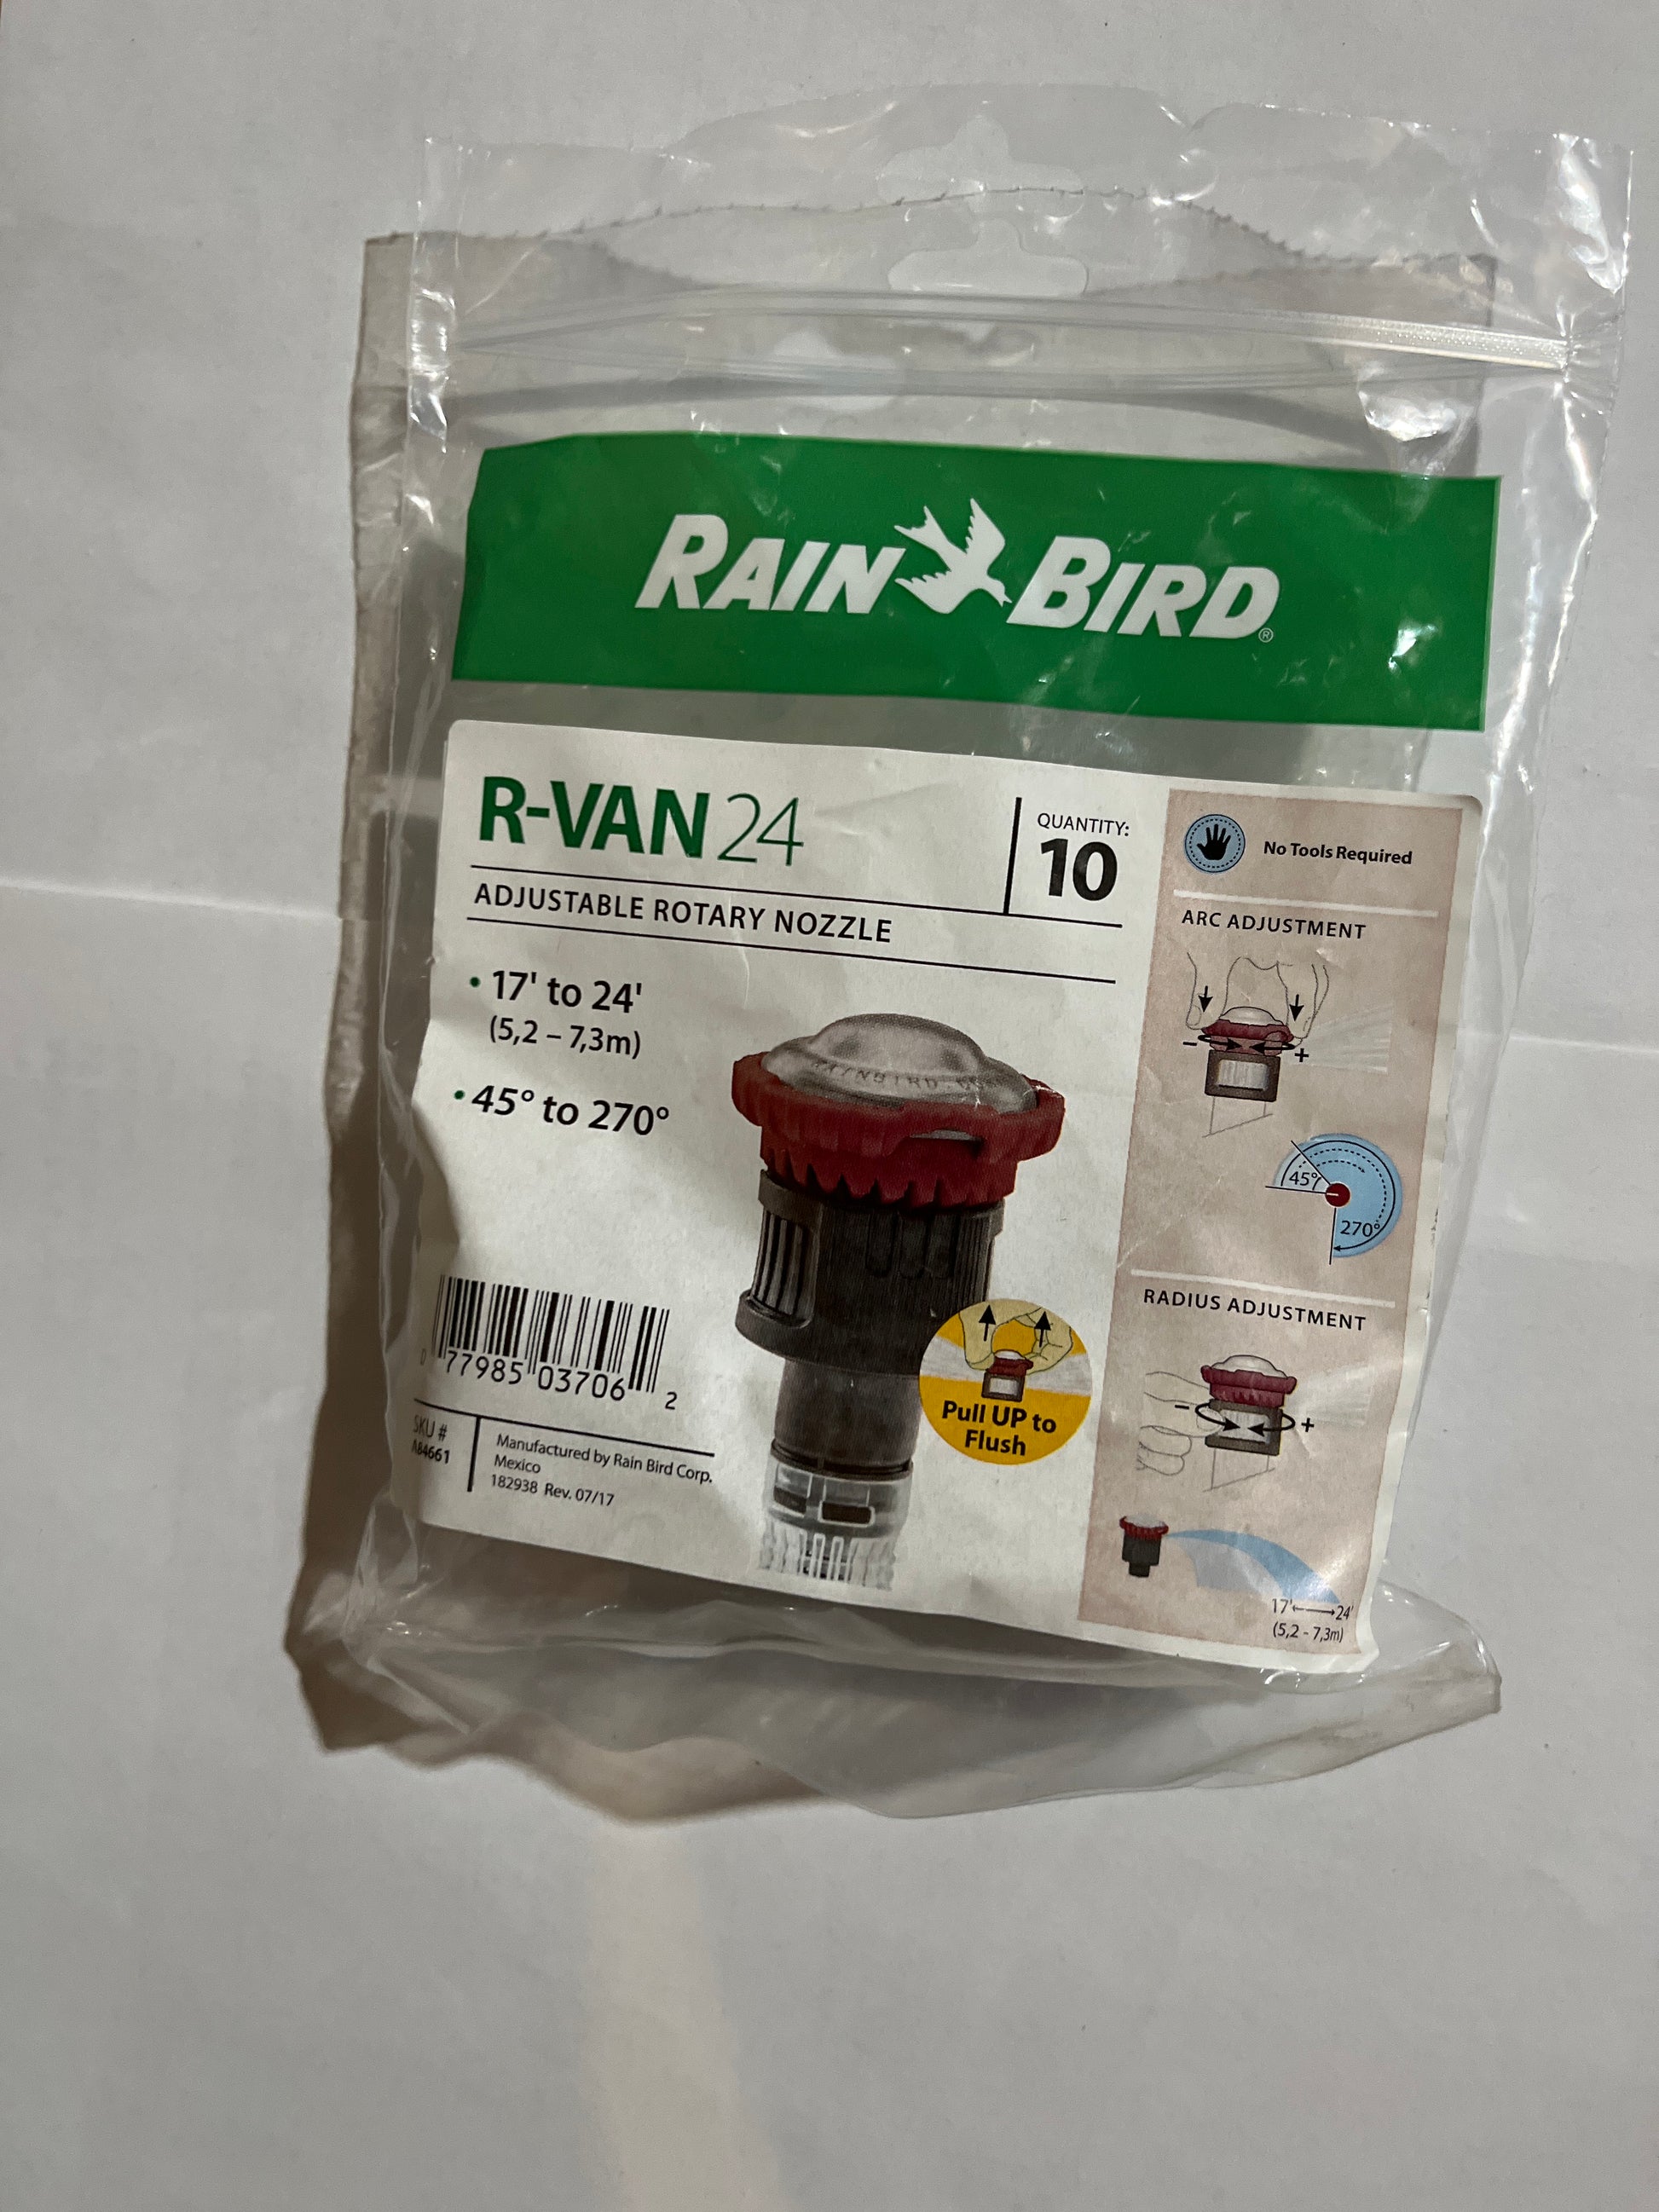 RAIN BIRD®
R-VAN 24
QUANTITY:
10
ADJUSTABLE ROTARY NOZZLE
• 17' to 24'
(5,2 – 7,3m)
• 45° to 270°
RAINBIRD.COM
Pull UP to
Flush
0 77985 03706 2
SKU #
A84661
Manufactured by Rain Bird Corp.
Mexico
182938 Rev. 07/17
No Tools Required
ARC ADJUSTMENT
- +
45°
270°
RADIUS ADJUSTMENT
- +
17' 24'
(5,2 – 7,3m)